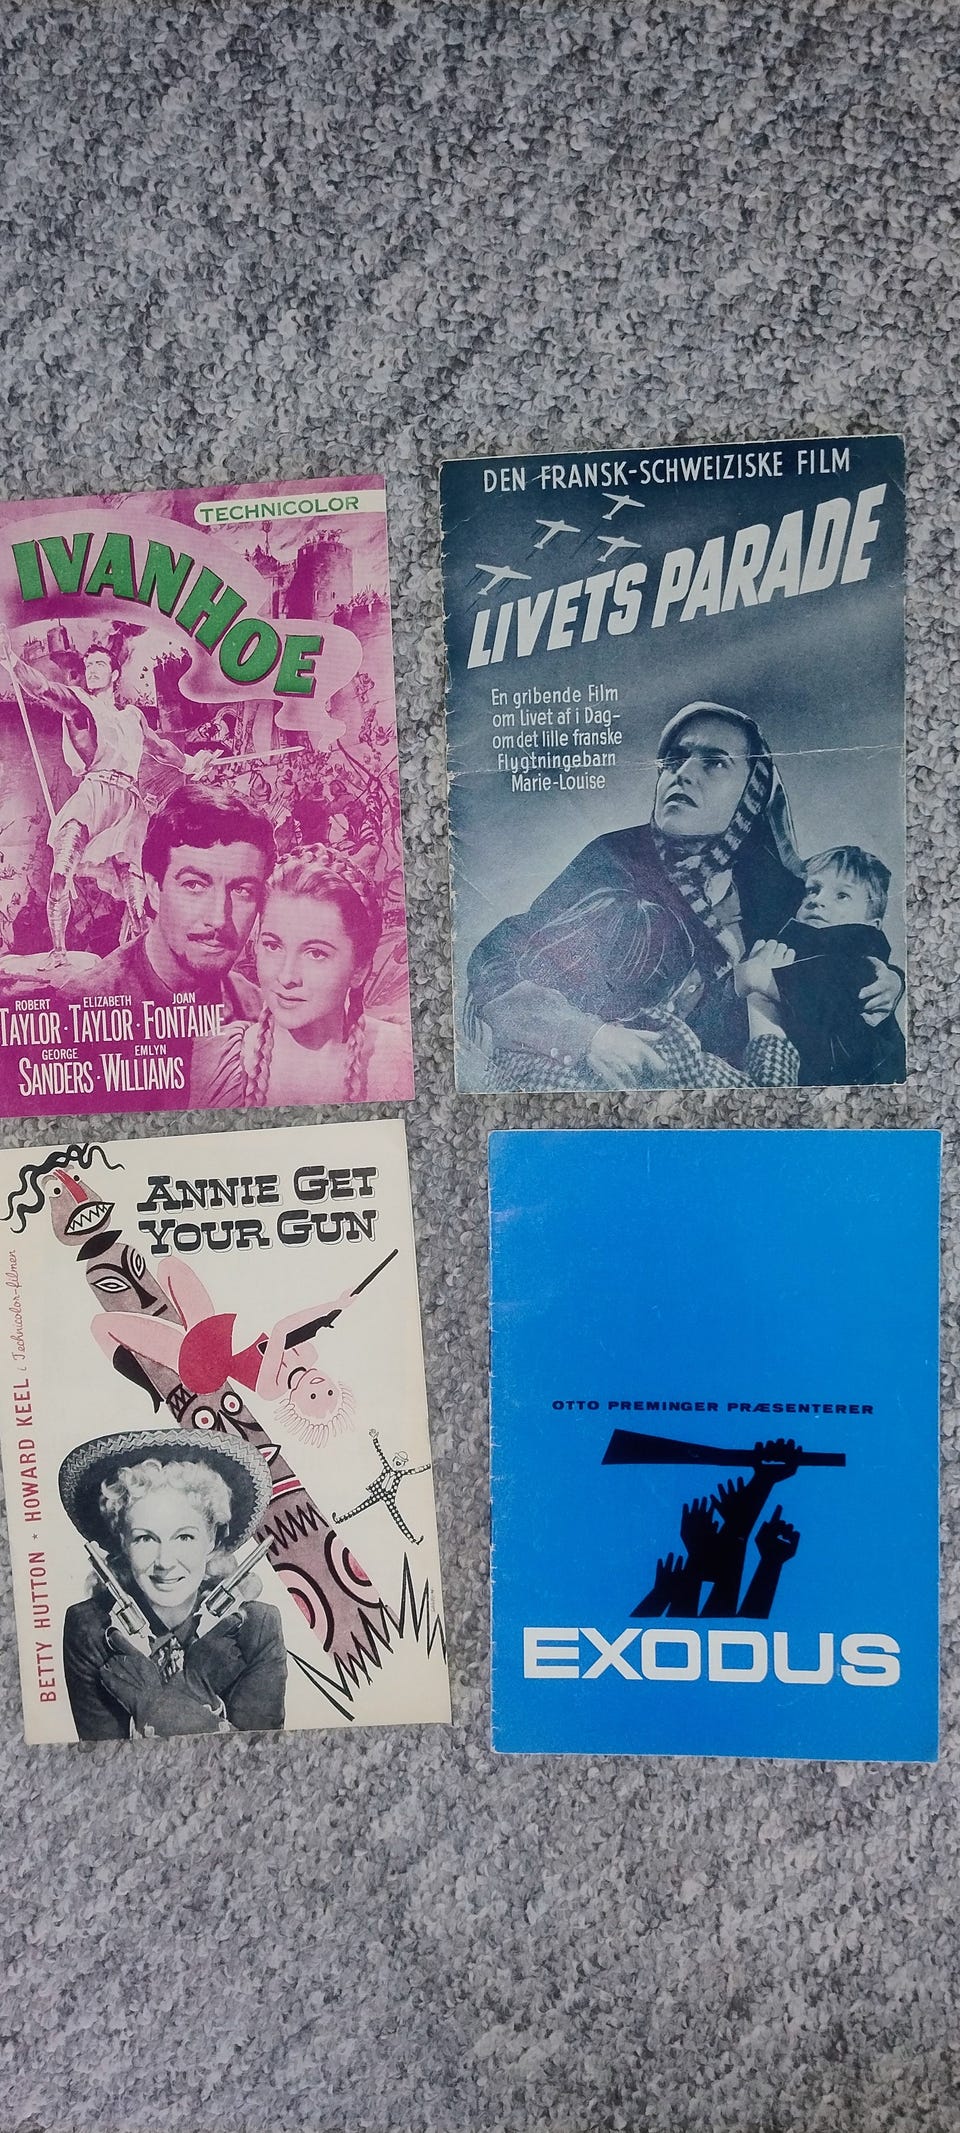 TECHNICOLOR
IVANHOE
ROBERT ELIZABETH JOAN
TAYLOR · TAYLOR · FONTAINE
GEORGE EMLYN
SANDERS · WILLIAMS
DEN FRANSK-SCHWEIZISKE FILM
LIVETS PARADE
En gribende Film
om Livet af i Dag-
om det lille franske
Flygtningebarn
Marie-Louise
ANNIE GET
YOUR GUN
BETTY HUTTON * HOWARD KEEL i Technicolor-filmen
OTTO PREMINGER PRÆSENTERER
EXODUS